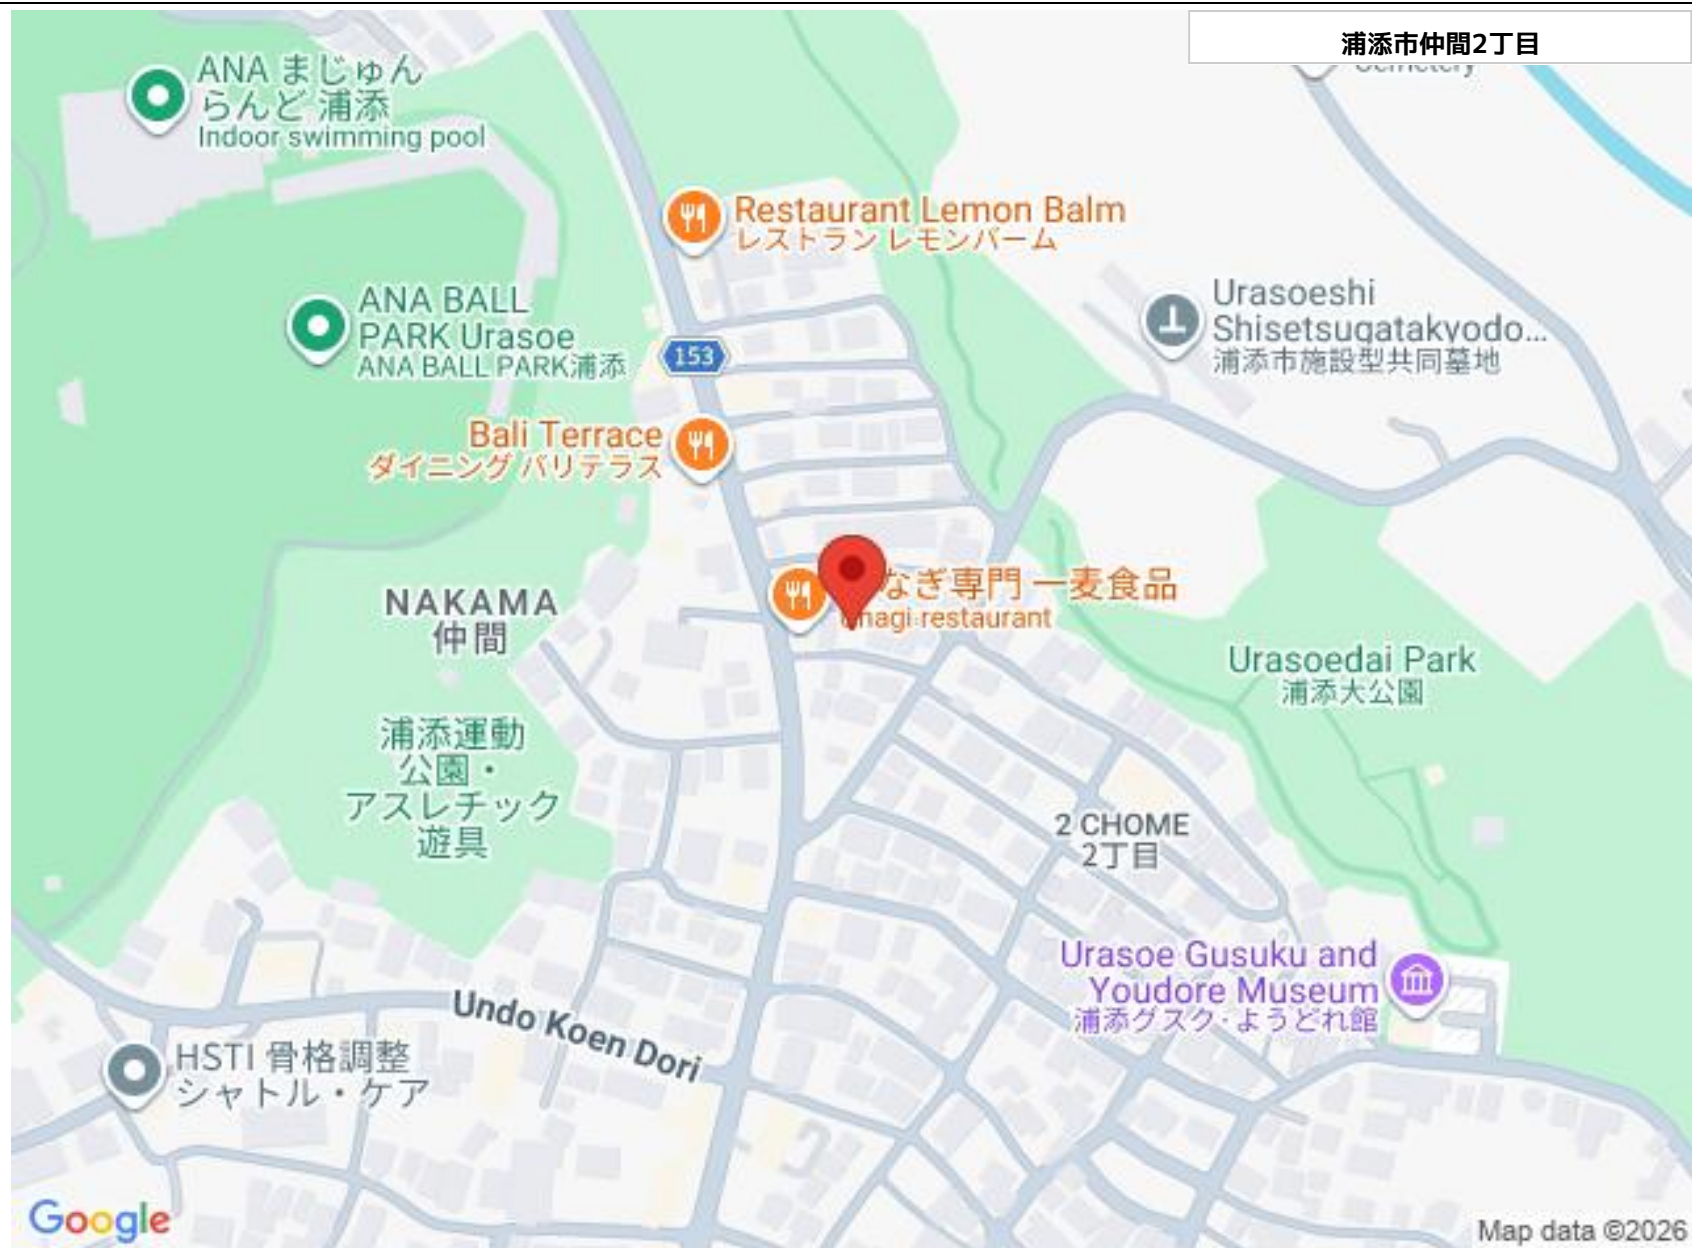 浦添市仲間2丁目
ANA まじゅん
らんど 浦添
Indoor swimming pool
Restaurant Lemon Balm
レストラン レモンバーム
ANA BALL
PARK Urasoe
ANA BALL PARK浦添
153
Urasoeshi
Shisetsugatakyodo...
浦添市施設型共同墓地
Bali Terrace
ダイニング バリテラス
NAKAMA
仲間
なぎ専門 一麦食品
restaurant
Urasoedai Park
浦添大公園
浦添運動
公園・
アスレチック
遊具
2 CHOME
2丁目
Urasoe Gusuku and
Youdore Museum
浦添グスク·ようどれ館
Undo Koen Dori
HSTI 骨格調整
シャトル・ケア
Google
Map data ©2026